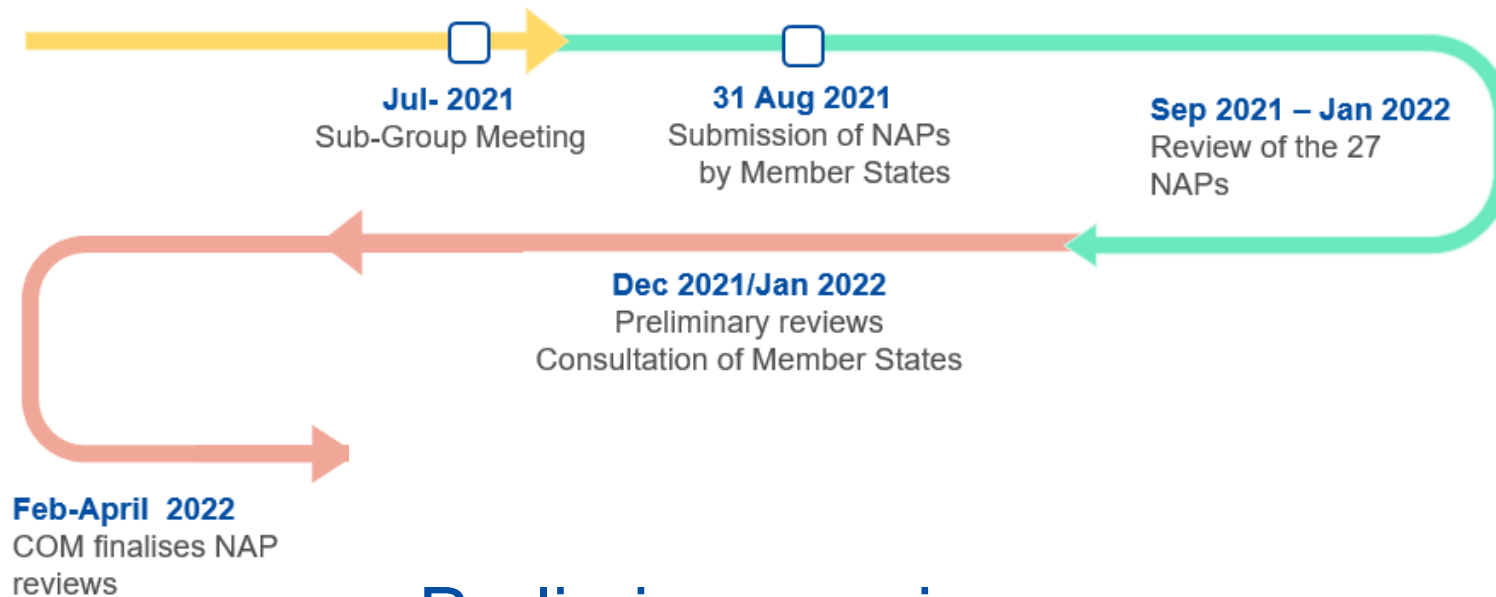 Jul- 2021
Sub-Group Meeting
31 Aug 2021
Submission of NAPs
by Member States
Sep 2021 – Jan 2022
Review of the 27
NAPs
Dec 2021/Jan 2022
Preliminary reviews
Consultation of Member States
Feb-April  2022
COM finalises NAP
reviews